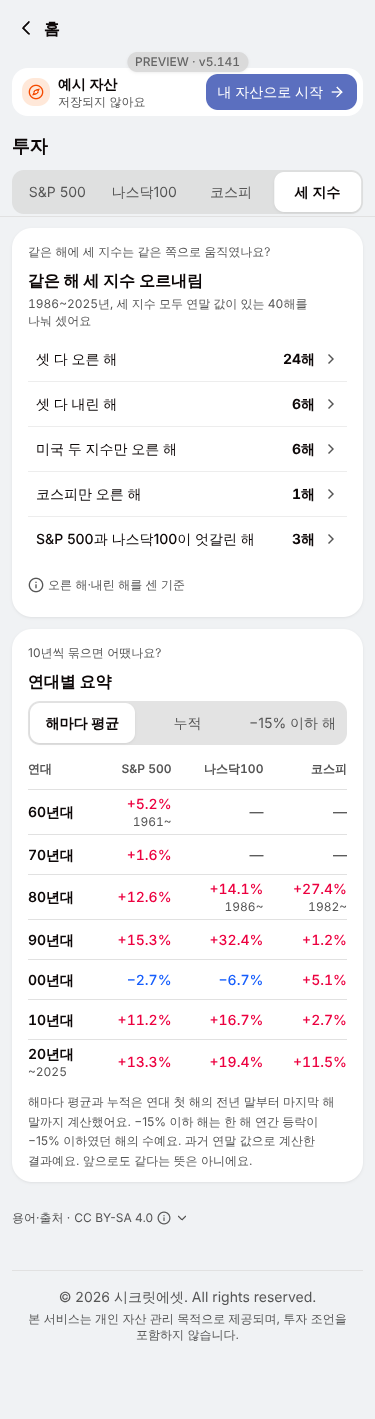 홈
PREVIEW · v5.141
예시 자산
저장되지 않아요
내 자산으로 시작
투자
S&P 500 나스닥100 코스피 세 지수
같은 해에 세 지수는 같은 쪽으로 움직였나요?
같은 해 세 지수 오르내림
1986~2025년, 세 지수 모두 연말 값이 있는 40해를
나눠 셌어요
셋 다 오른 해 24해
셋 다 내린 해 6해
미국 두 지수만 오른 해 6해
코스피만 오른 해 1해
S&P 500과 나스닥100이 엇갈린 해 3해
오른 해·내린 해를 센 기준
10년씩 묶으면 어땠나요?
연대별 요약
해마다 평균 누적 −15% 이하 해
연대 S&P 500 나스닥100 코스피
60년대 +5.2% — —
1961~
70년대 +1.6% — —
80년대 +12.6% +14.1% +27.4%
1986~ 1982~
90년대 +15.3% +32.4% +1.2%
00년대 −2.7% −6.7% +5.1%
10년대 +11.2% +16.7% +2.7%
20년대 +13.3% +19.4% +11.5%
~2025
해마다 평균과 누적은 연대 첫 해의 전년 말부터 마지막 해
말까지 계산했어요. −15% 이하 해는 한 해 연간 등락이
−15% 이하였던 해의 수예요. 과거 연말 값으로 계산한
결과예요. 앞으로도 같다는 뜻은 아니에요.
용어·출처 · CC BY-SA 4.0
© 2026 시크릿에셋. All rights reserved.
본 서비스는 개인 자산 관리 목적으로 제공되며, 투자 조언을
포함하지 않습니다.